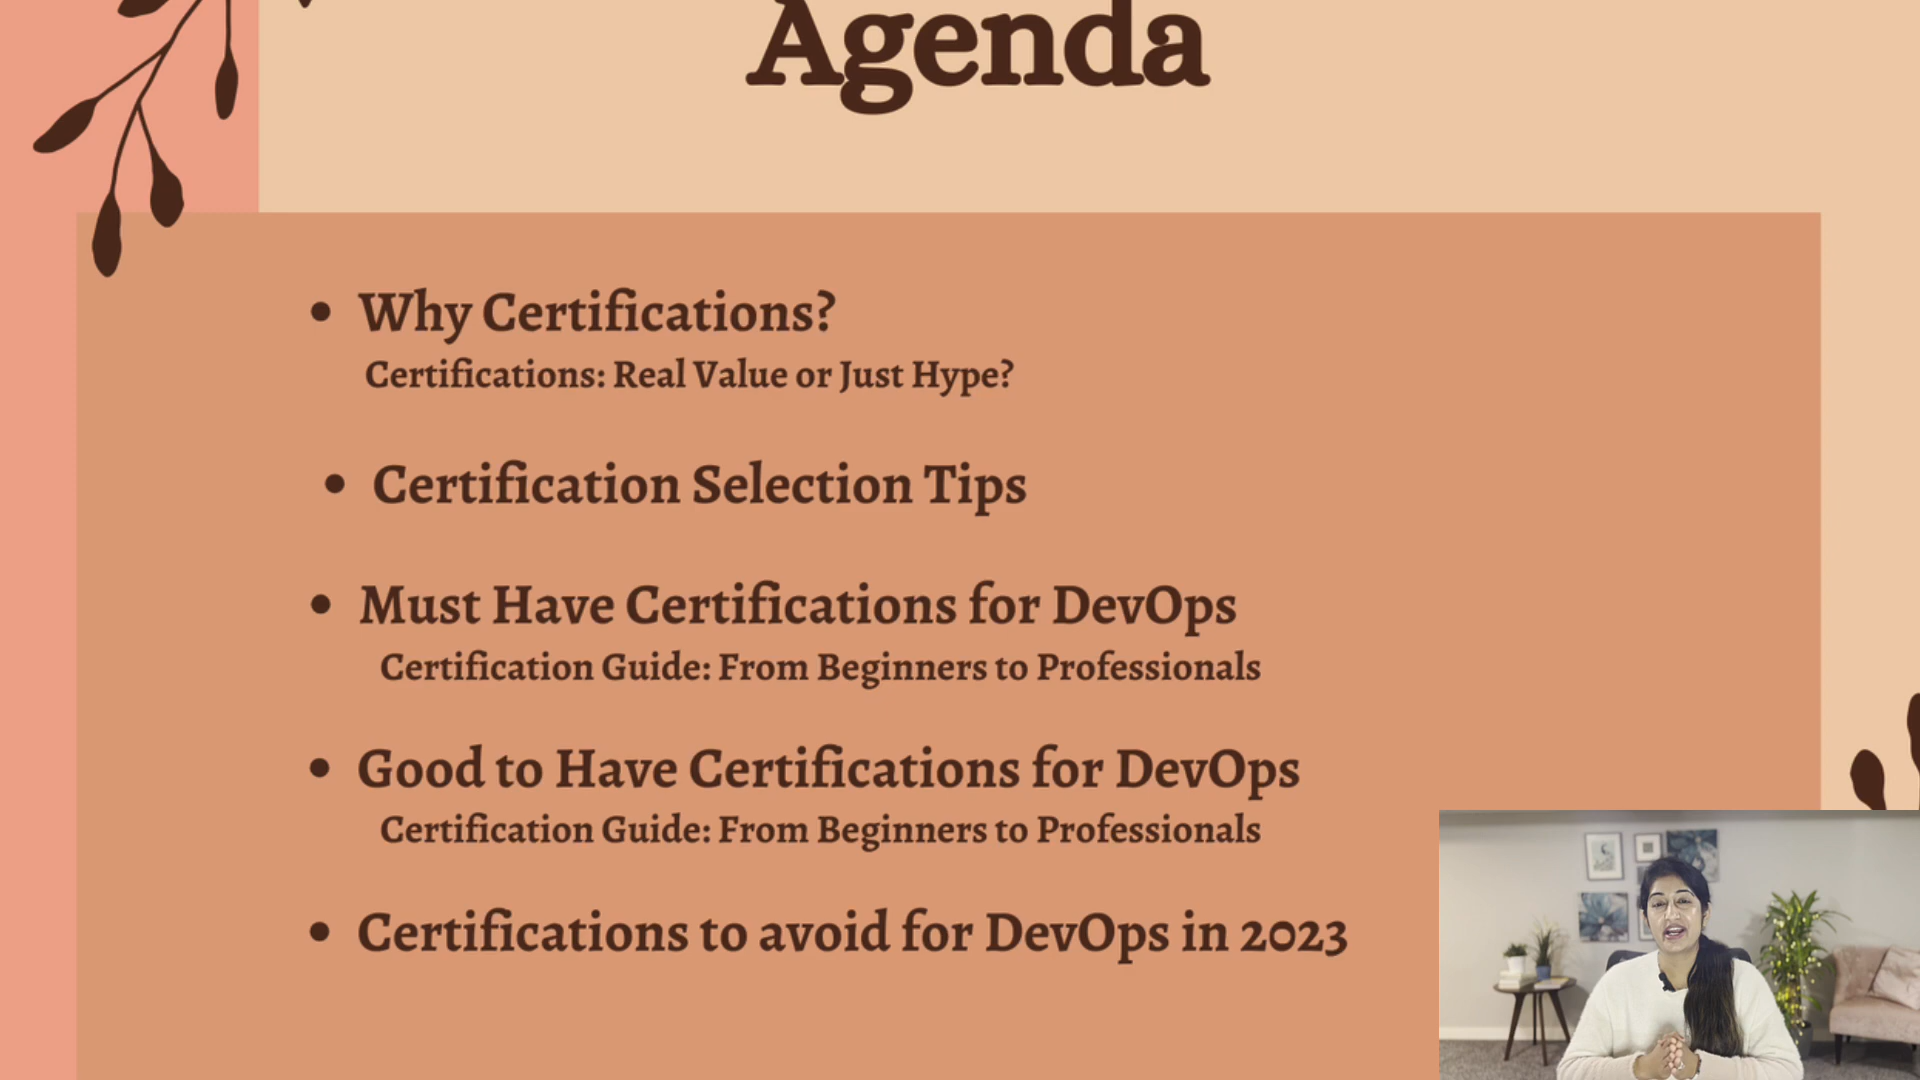 Agenda
• Why Certifications?
Certifications: Real Value or Just Hype?
• Certification Selection Tips
• Must Have Certifications for DevOps
Certification Guide: From Beginners to Professionals
• Good to Have Certifications for DevOps
Certification Guide: From Beginners to Professionals
• Certifications to avoid for DevOps in 2023